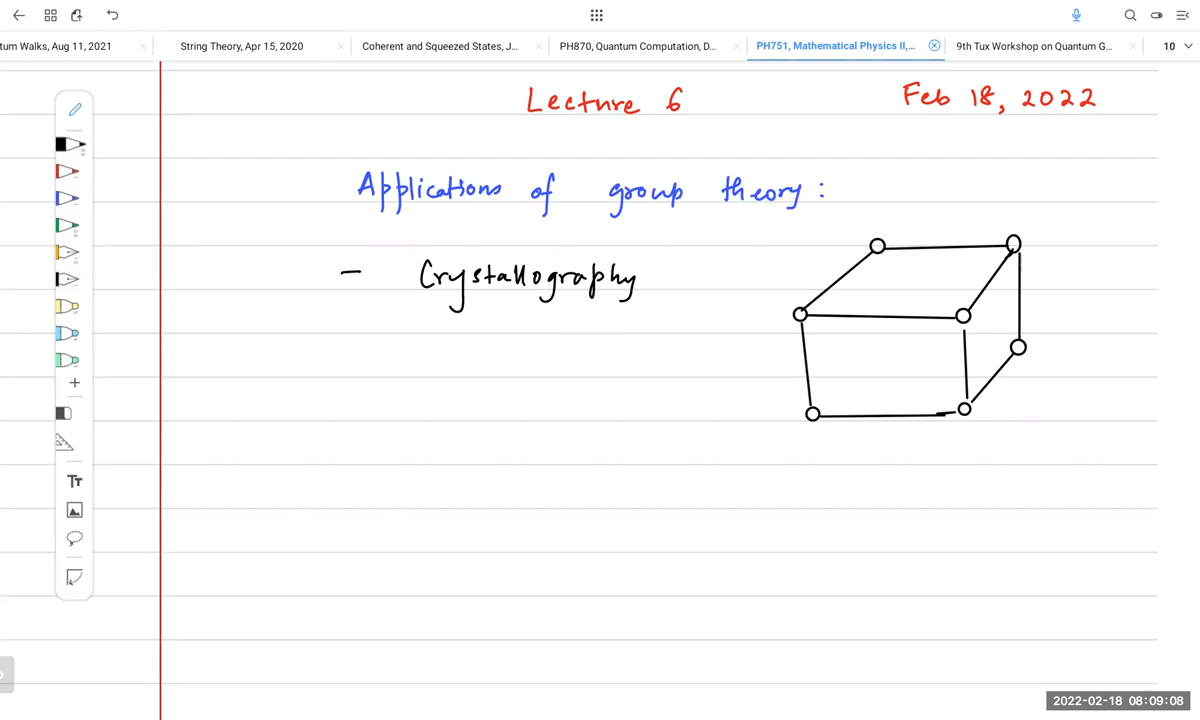 tum Walks, Aug 11, 2021
String Theory, Apr 15, 2020
Coherent and Squeezed States, J...
PH870, Quantum Computation, D...
PH751, Mathematical Physics II,...
9th Tux Workshop on Quantum G...
10
Lecture 6
Feb 18, 2022
Applications of group theory :
- Crystallography
Tт
2022-02-18 08:09:08